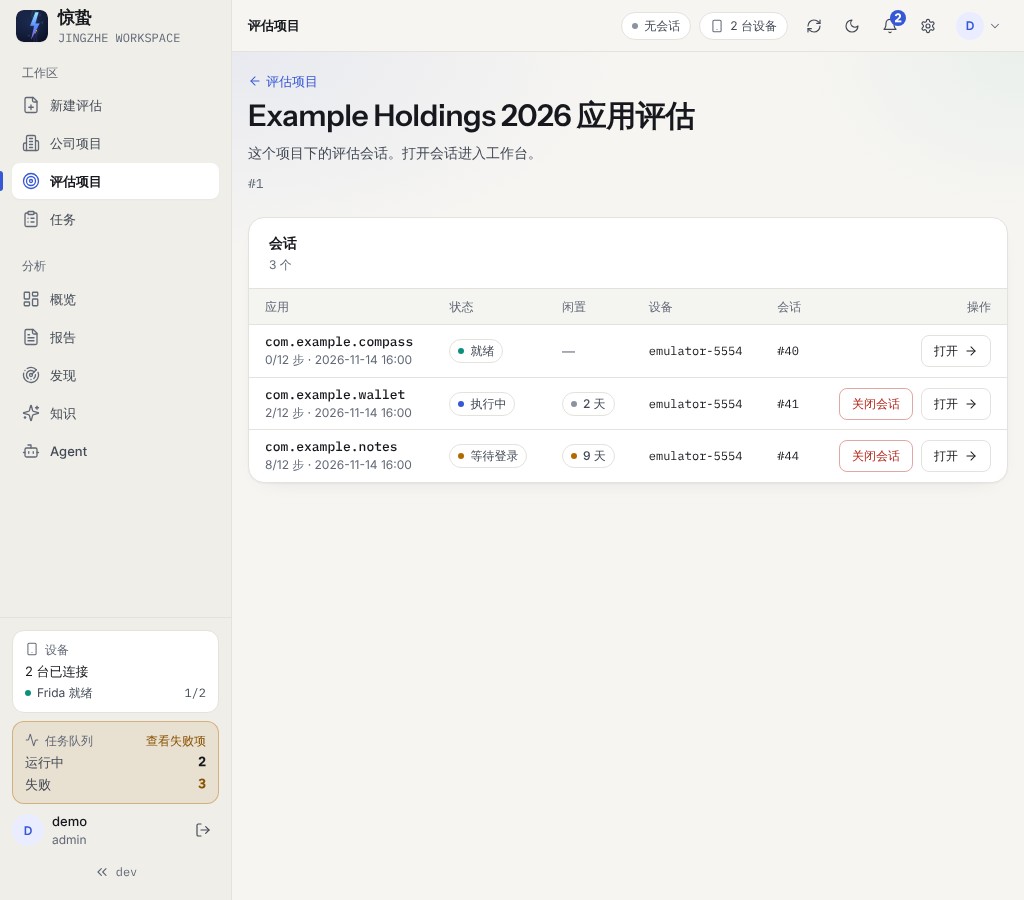 惊蛰
JINGZHE WORKSPACE
工作区
新建评估
公司项目
评估项目
任务
分析
概览
报告
发现
知识
Agent
设备
2 台已连接
Frida 就绪 1/2
任务队列 查看失败项
运行中 2
失败 3
D demo
admin
dev
评估项目
无会话
2 台设备
2
D
评估项目
Example Holdings 2026 应用评估
这个项目下的评估会话。打开会话进入工作台。
#1
会话
3 个
应用 状态 闲置 设备 会话 操作
com.example.compass
0/12 步 · 2026-11-14 16:00
就绪 — emulator-5554 #40 打开
com.example.wallet
2/12 步 · 2026-11-14 16:00
执行中 2 天 emulator-5554 #41 关闭会话 打开
com.example.notes
8/12 步 · 2026-11-14 16:00
等待登录 9 天 emulator-5554 #44 关闭会话 打开